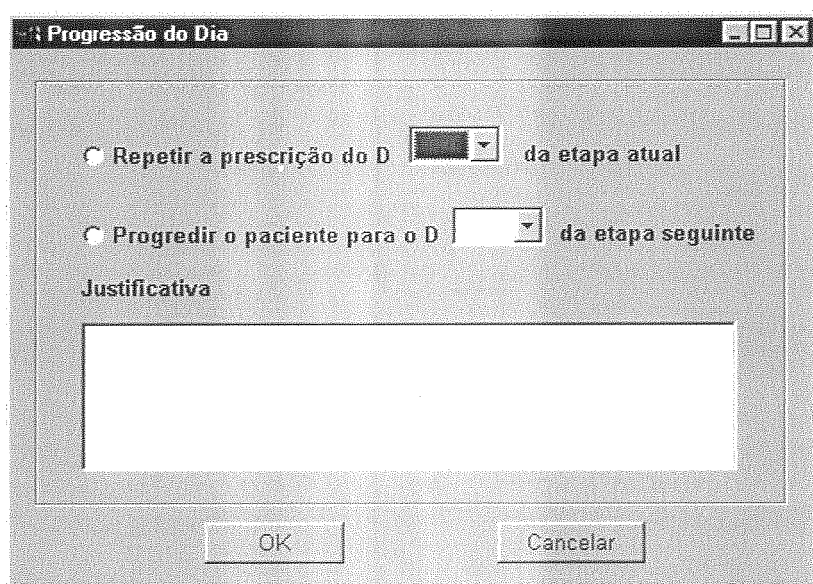 Progressão do Dia
Repetir a prescrição do D da etapa atual
Progredir o paciente para o D da etapa seguinte
Justificativa
OK Cancelar